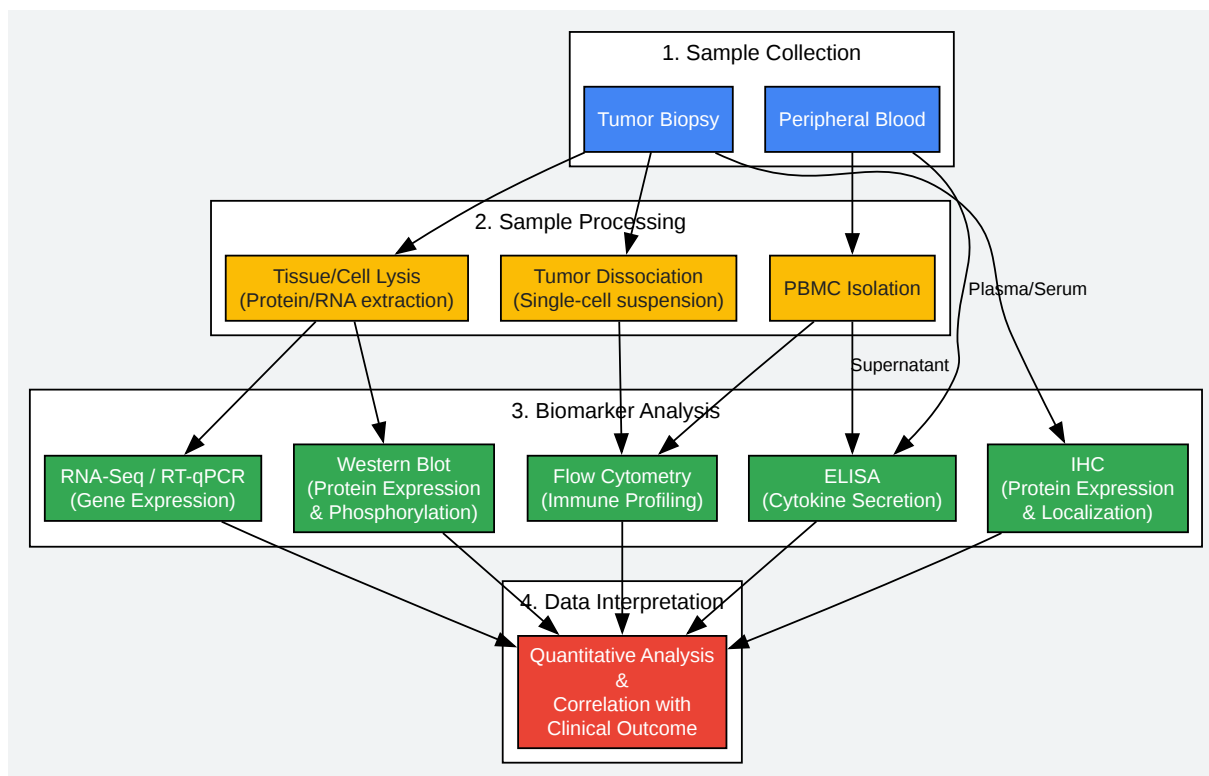 1. Sample Collection
Tumor Biopsy
Peripheral Blood
2. Sample Processing
Tissue/Cell Lysis
(Protein/RNA extraction)
Tumor Dissociation
(Single-cell suspension)
PBMC Isolation
Plasma/Serum
Supernatant
3. Biomarker Analysis
RNA-Seq / RT-qPCR
(Gene Expression)
Western Blot
(Protein Expression
& Phosphorylation)
Flow Cytometry
(Immune Profiling)
ELISA
(Cytokine Secretion)
IHC
(Protein Expression
& Localization)
4. Data Interpretation
Quantitative Analysis
&
Correlation with
Clinical Outcome